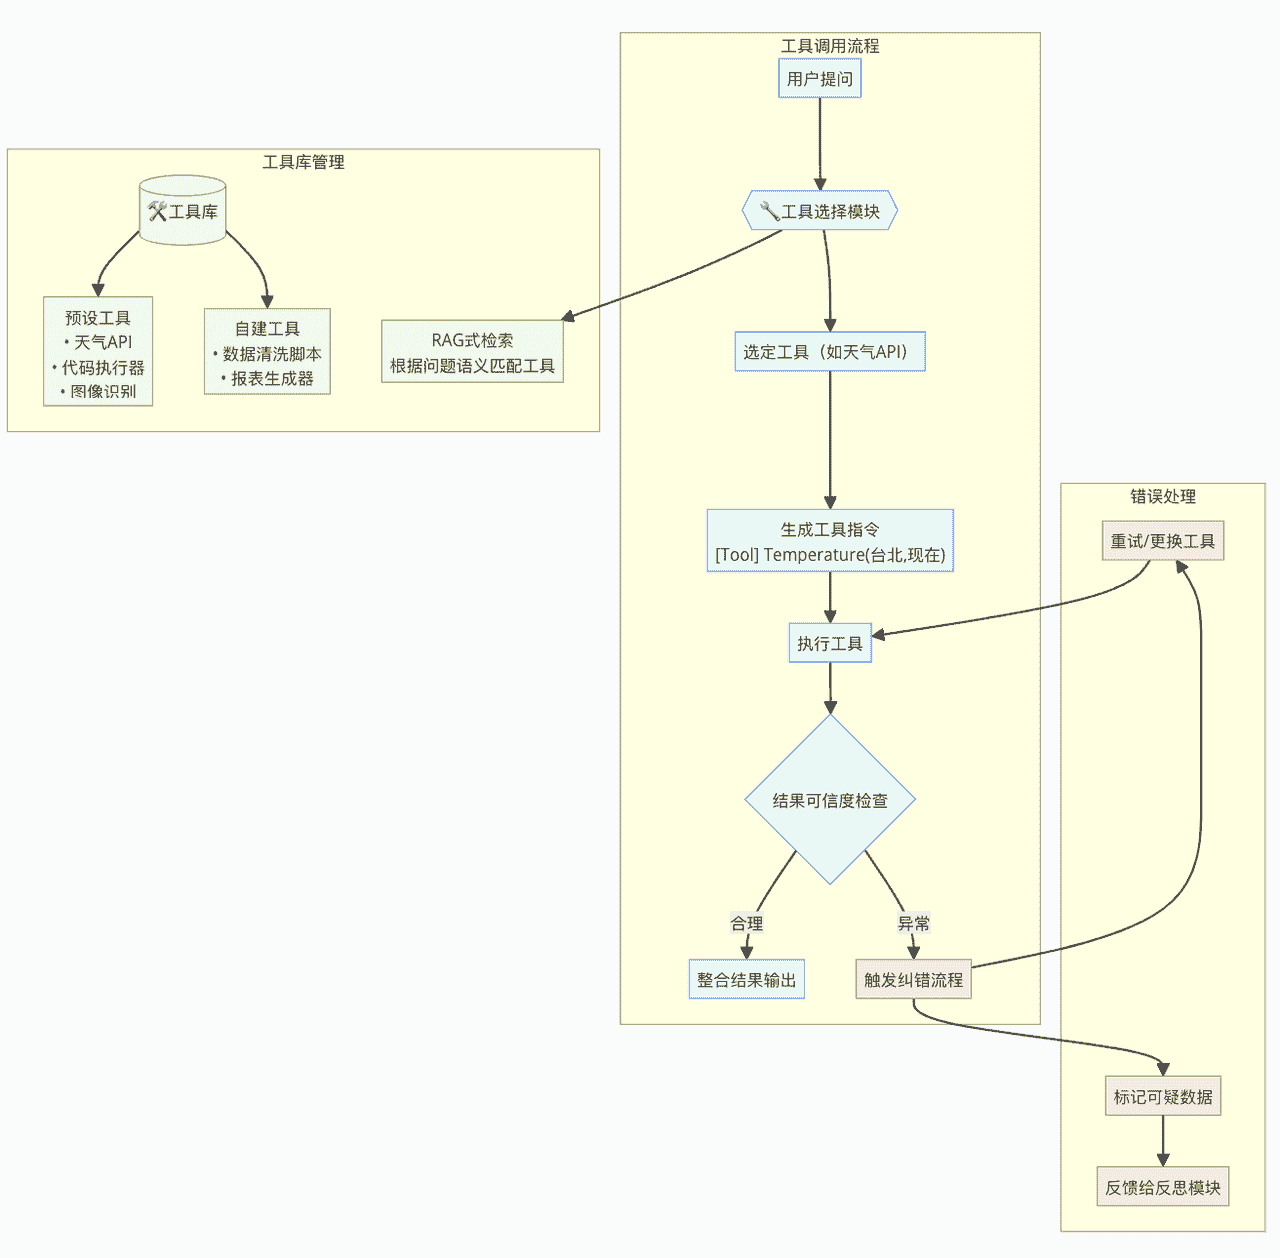 工具调用流程
用户提问
🔧工具选择模块
选定工具（如天气API）
生成工具指令
[Tool] Temperature(台北,现在)
执行工具
结果可信度检查
合理
异常
整合结果输出
触发纠错流程
工具库管理
🛠️工具库
预设工具
• 天气API
• 代码执行器
• 图像识别
自建工具
• 数据清洗脚本
• 报表生成器
RAG式检索
根据问题语义匹配工具
错误处理
重试/更换工具
标记可疑数据
反馈给反思模块